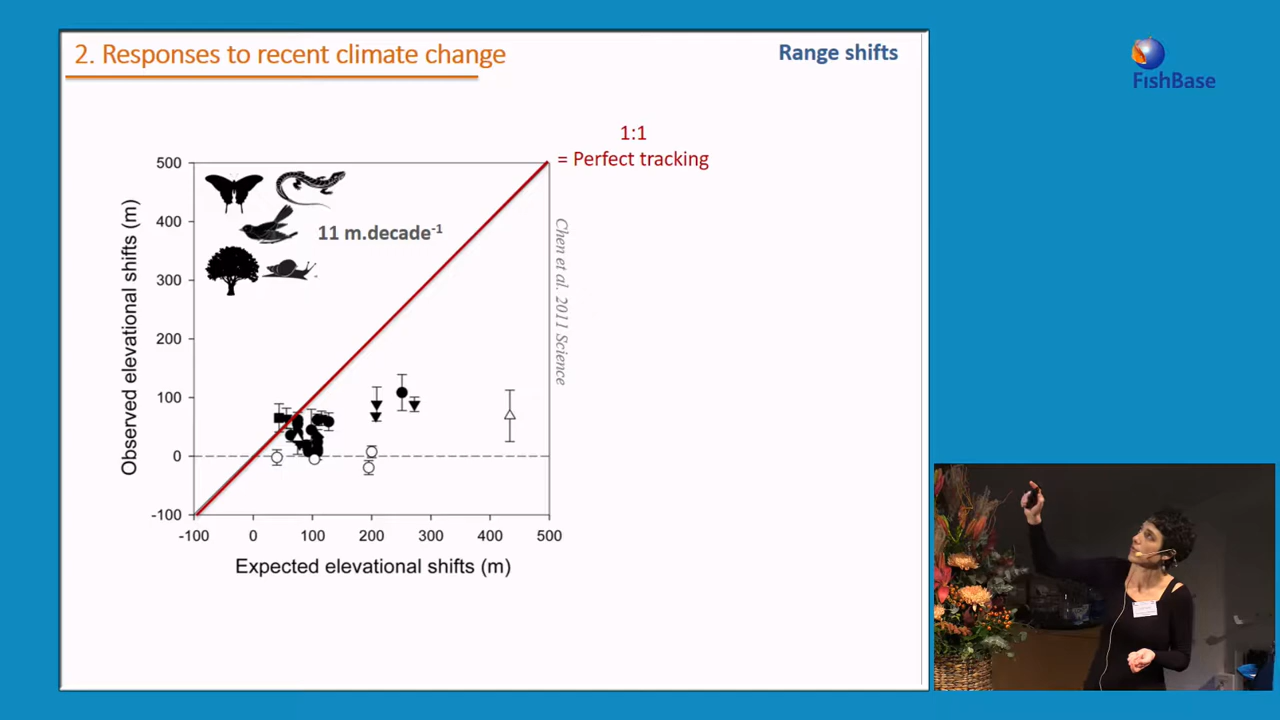 2. Responses to recent climate change
Range shifts
FishBase
1:1
= Perfect tracking
500
400
300
200
100
0
-100
Observed elevational shifts (m)
11 m.decade-1
Chen et al. 2011 Science
-100 0 100 200 300 400 500
Expected elevational shifts (m)